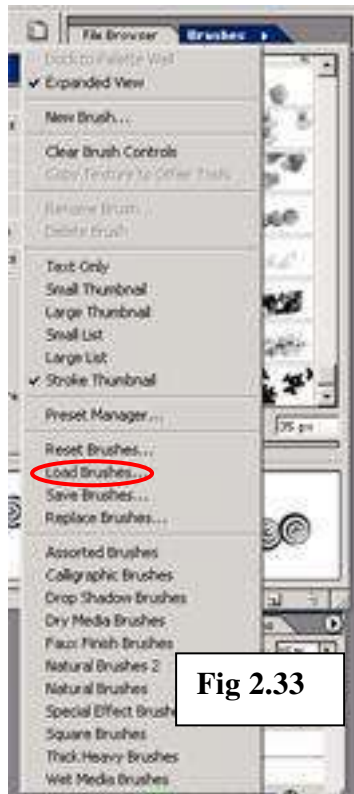 File Browser Brushes
Dock to Palette Well
Expanded View
New Brush...
Clear Brush Controls
Copy Texture to Other Tools
Rename Brush...
Delete Brush
Text Only
Small Thumbnail
Large Thumbnail
Small List
Large List
Stroke Thumbnail
Preset Manager...
35 px
Reset Brushes...
Load Brushes...
Save Brushes...
Replace Brushes...
Assorted Brushes
Calligraphic Brushes
Drop Shadow Brushes
Dry Media Brushes
Faux Finish Brushes
Natural Brushes 2
Natural Brushes
Special Effect Brushe
Square Brushes
Thick Heavy Brushes
Wet Media Brushes
Fig 2.33